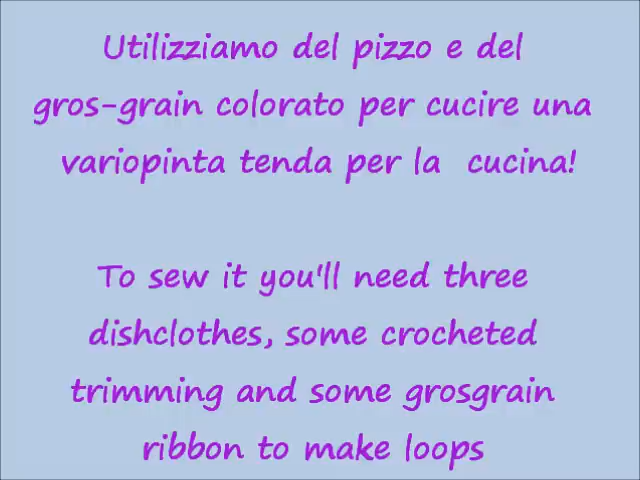 Utilizziamo del pizzo e del
gros-grain colorato per cucire una
variopinta tenda per la cucina!
To sew it you'll need three
dishclothes, some crocheted
trimming and some grosgrain
ribbon to make loops